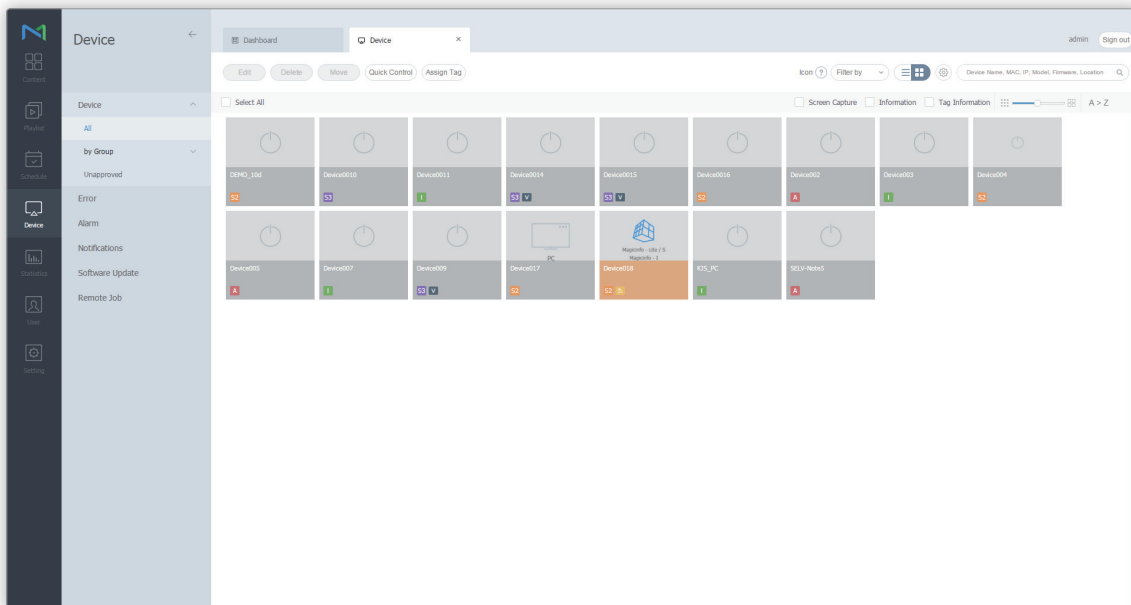 Device
Dashboard
Device
admin
Sign out
Content
Playlist
Schedule
Device
Statistics
User
Setting
Device
All
by Group
Unapproved
Error
Alarm
Notifications
Software Update
Remote Job
Edit
Delete
Move
Quick Control
Assign Tag
Icon ?
Filter by
Device Name, MAC, IP, Model, Firmware, Location
Select All
Screen Capture
Information
Tag Information
A > Z
DEMO_10d
S2
Device0010
S3
Device0011
I
Device0014
S3 V
Device0015
S3 V
Device0016
S2
Device002
A
Device003
I
Device004
S2
Device005
A
Device007
I
Device009
S3 V
PC
Device017
S2
MagicInfo - Lite / S
MagicInfo - I
Device018
S2
KJS_PC
I
SELV-Note5
A